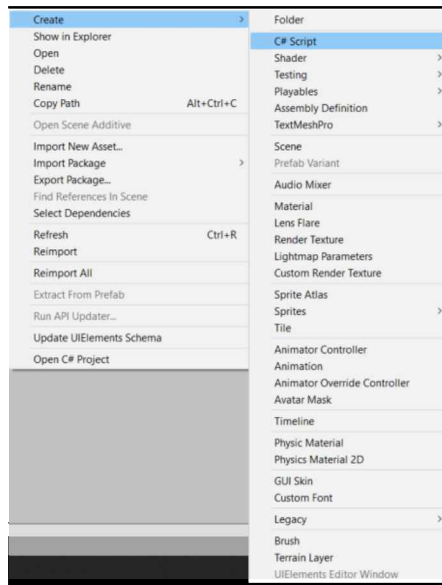 Create
Show in Explorer
Open
Delete
Rename
Copy Path Alt+Ctrl+C
Open Scene Additive
Import New Asset...
Import Package
Export Package...
Find References In Scene
Select Dependencies
Refresh Ctrl+R
Reimport
Reimport All
Extract From Prefab
Run API Updater...
Update UIElements Schema
Open C# Project
Folder
C# Script
Shader
Testing
Playables
Assembly Definition
TextMeshPro
Scene
Prefab Variant
Audio Mixer
Material
Lens Flare
Render Texture
Lightmap Parameters
Custom Render Texture
Sprite Atlas
Sprites
Tile
Animator Controller
Animation
Animator Override Controller
Avatar Mask
Timeline
Physic Material
Physics Material 2D
GUI Skin
Custom Font
Legacy
Brush
Terrain Layer
UIElements Editor Window